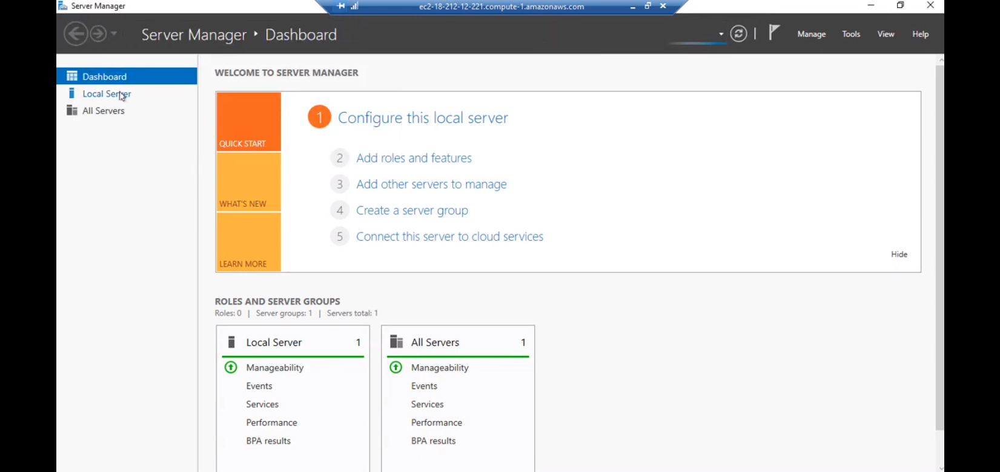 Server Manager
ec2-18-212-12-221.compute-1.amazonaws.com
Server Manager ‣ Dashboard
Manage Tools View Help
Dashboard
Local Server
All Servers
WELCOME TO SERVER MANAGER
QUICK START
WHAT'S NEW
LEARN MORE
1 Configure this local server
2 Add roles and features
3 Add other servers to manage
4 Create a server group
5 Connect this server to cloud services
Hide
ROLES AND SERVER GROUPS
Roles: 0 | Server groups: 1 | Servers total: 1
Local Server 1
Manageability
Events
Services
Performance
BPA results
All Servers 1
Manageability
Events
Services
Performance
BPA results